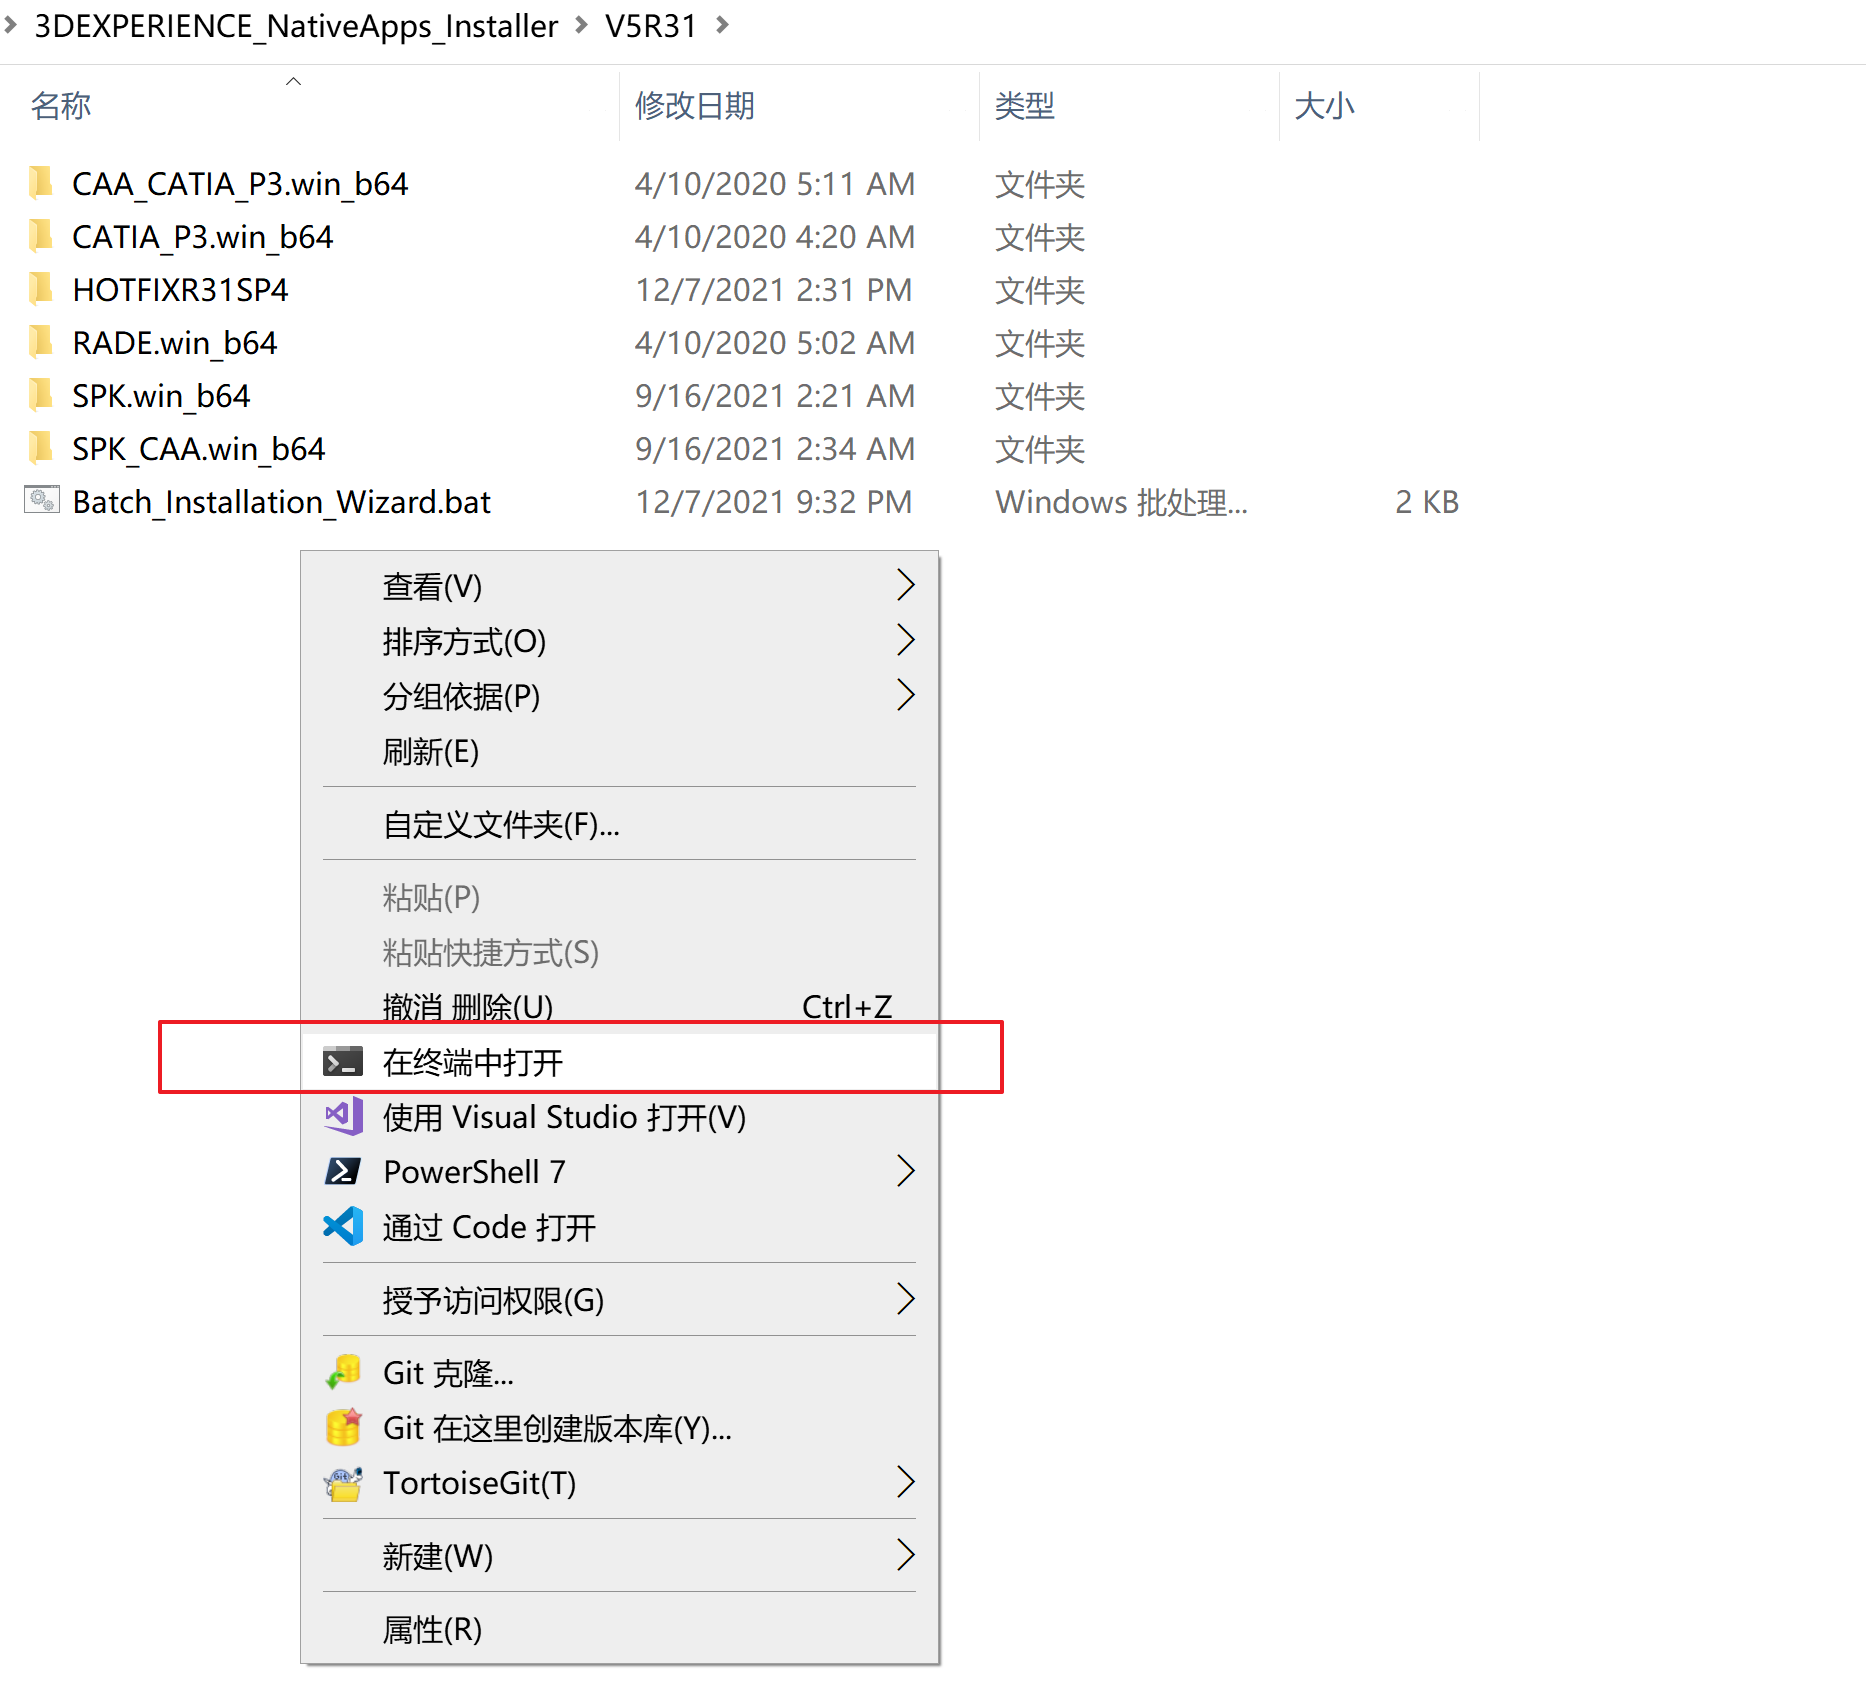 3DEXPERIENCE_NativeApps_Installer > V5R31 >
名称 修改日期 类型 大小
CAA_CATIA_P3.win_b64 4/10/2020 5:11 AM 文件夹
CATIA_P3.win_b64 4/10/2020 4:20 AM 文件夹
HOTFIXR31SP4 12/7/2021 2:31 PM 文件夹
RADE.win_b64 4/10/2020 5:02 AM 文件夹
SPK.win_b64 9/16/2021 2:21 AM 文件夹
SPK_CAA.win_b64 9/16/2021 2:34 AM 文件夹
Batch_Installation_Wizard.bat 12/7/2021 9:32 PM Windows 批处理... 2 KB
查看(V)
排序方式(O)
分组依据(P)
刷新(E)
自定义文件夹(F)...
粘贴(P)
粘贴快捷方式(S)
撤消 删除(U) Ctrl+Z
在终端中打开
使用 Visual Studio 打开(V)
PowerShell 7
通过 Code 打开
授予访问权限(G)
Git 克隆...
Git 在这里创建版本库(Y)...
TortoiseGit(T)
新建(W)
属性(R)